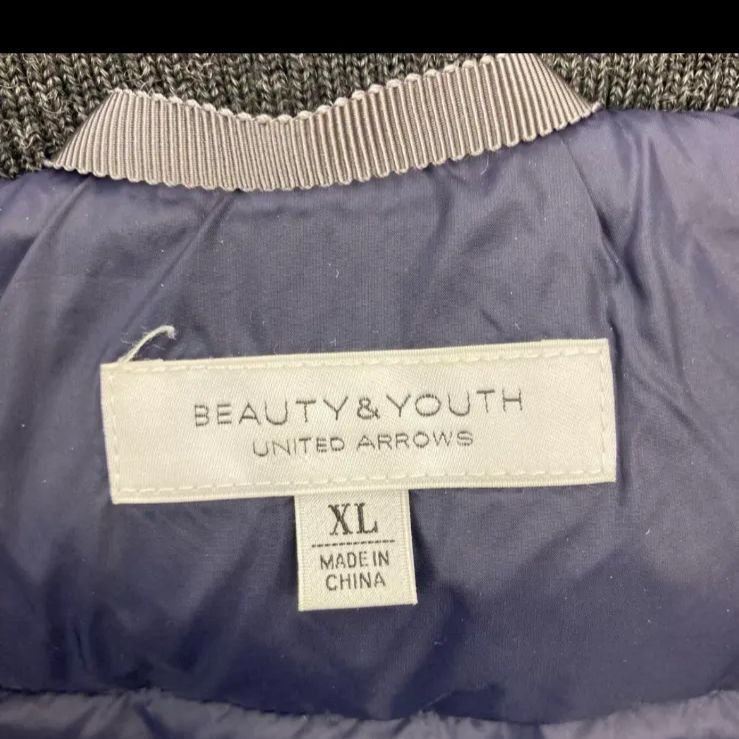 BEAUTY&YOUTH
UNITED ARROWS
XL
MADE IN
CHINA